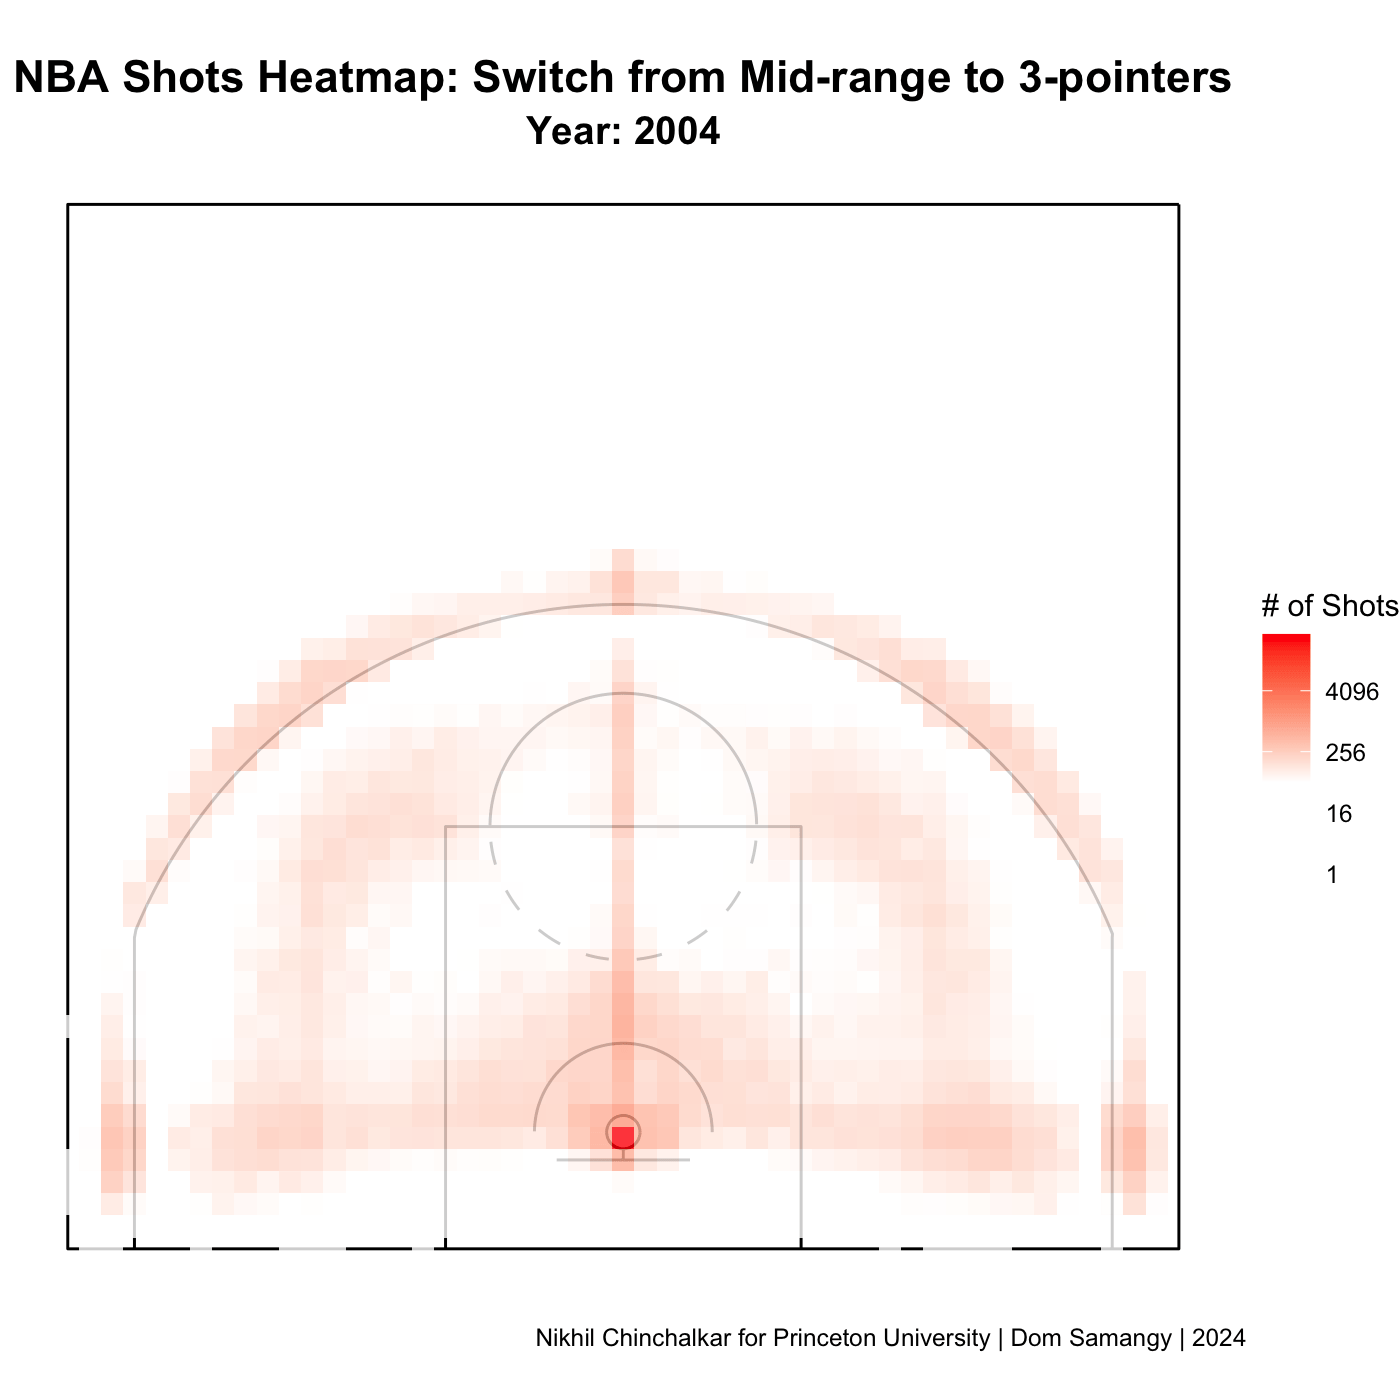 NBA Shots Heatmap: Switch from Mid-range to 3-pointers
Year: 2004
# of Shots
4096
256
16
1
Nikhil Chinchalkar for Princeton University | Dom Samangy | 2024